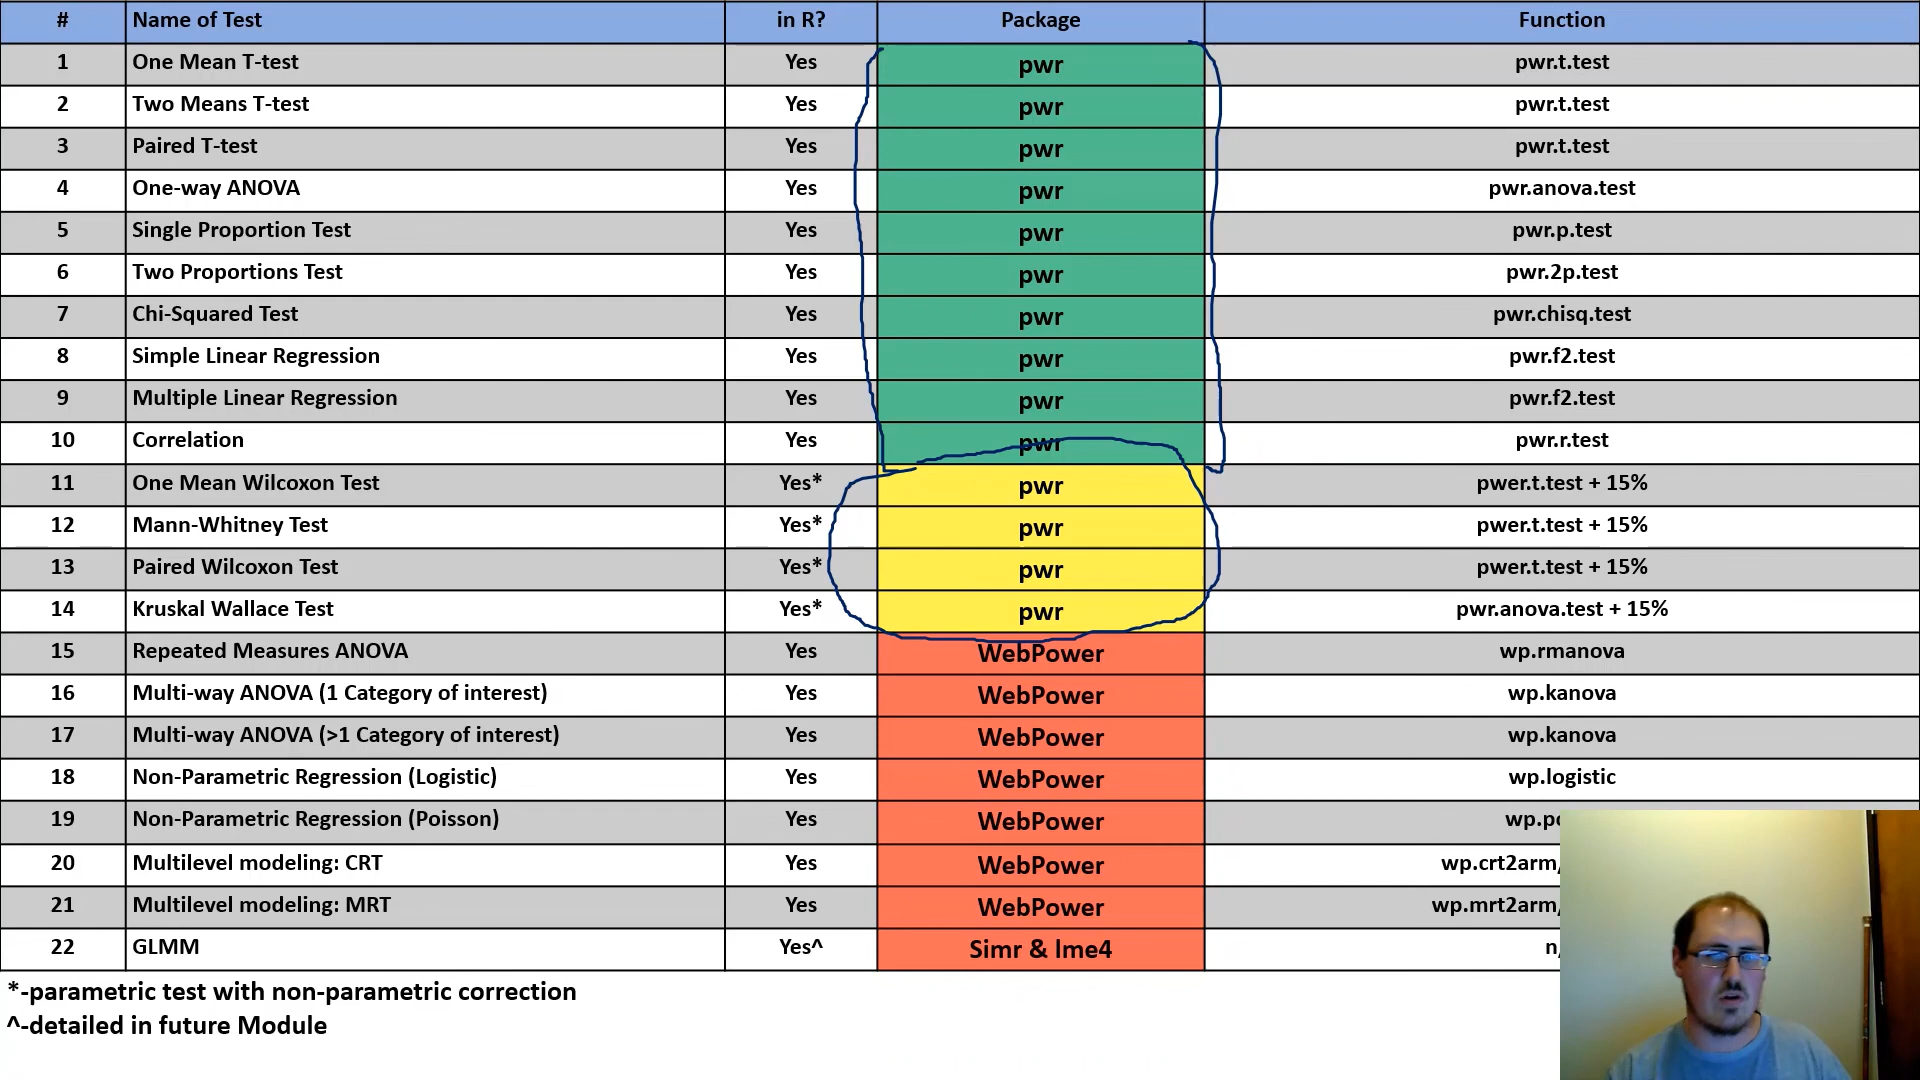 # Name of Test in R? Package Function
1 One Mean T-test Yes pwr pwr.t.test
2 Two Means T-test Yes pwr pwr.t.test
3 Paired T-test Yes pwr pwr.t.test
4 One-way ANOVA Yes pwr pwr.anova.test
5 Single Proportion Test Yes pwr pwr.p.test
6 Two Proportions Test Yes pwr pwr.2p.test
7 Chi-Squared Test Yes pwr pwr.chisq.test
8 Simple Linear Regression Yes pwr pwr.f2.test
9 Multiple Linear Regression Yes pwr pwr.f2.test
10 Correlation Yes pwr pwr.r.test
11 One Mean Wilcoxon Test Yes* pwr pwer.t.test + 15%
12 Mann-Whitney Test Yes* pwr pwer.t.test + 15%
13 Paired Wilcoxon Test Yes* pwr pwer.t.test + 15%
14 Kruskal Wallace Test Yes* pwr pwr.anova.test + 15%
15 Repeated Measures ANOVA Yes WebPower wp.rmanova
16 Multi-way ANOVA (1 Category of interest) Yes WebPower wp.kanova
17 Multi-way ANOVA (>1 Category of interest) Yes WebPower wp.kanova
18 Non-Parametric Regression (Logistic) Yes WebPower wp.logistic
19 Non-Parametric Regression (Poisson) Yes WebPower
20 Multilevel modeling: CRT Yes WebPower wp.crt2arm
21 Multilevel modeling: MRT Yes WebPower wp.mrt2arm
22 GLMM Yes^ Simr & lme4
*-parametric test with non-parametric correction
^-detailed in future Module